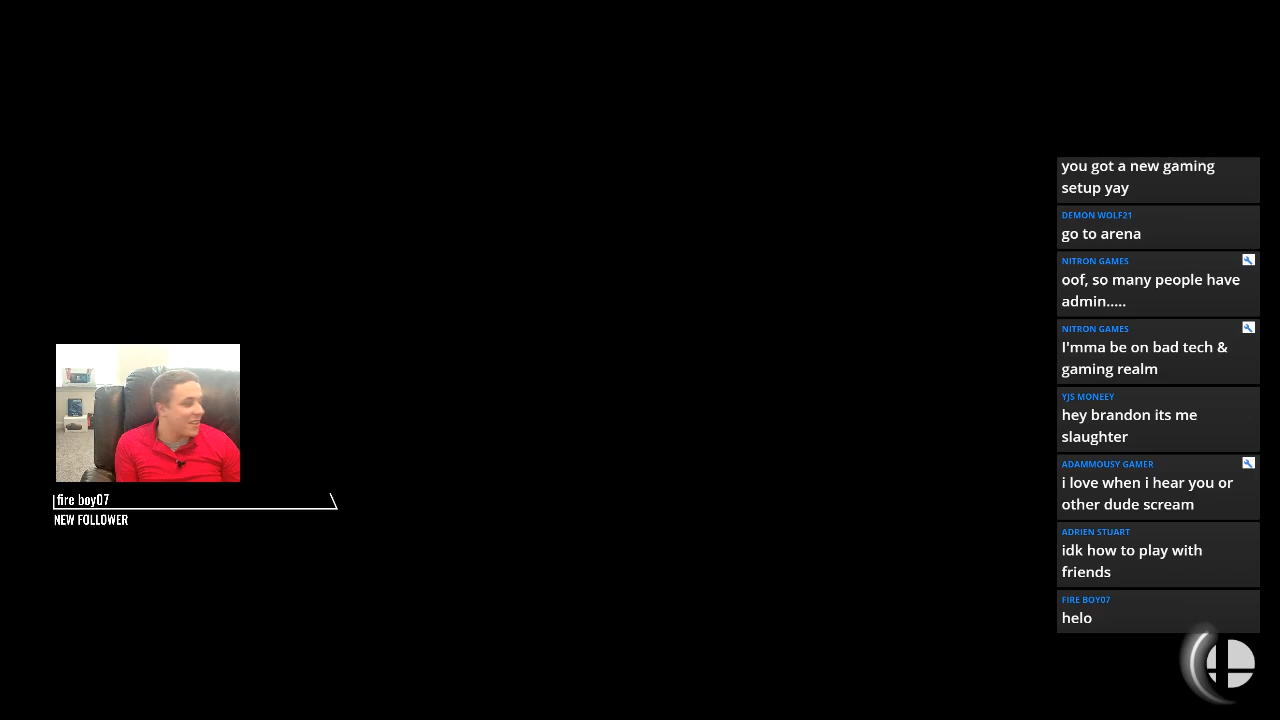 you got a new gaming
setup yay
DEMON WOLF21
go to arena
NITRON GAMES
oof, so many people have
admin.....
NITRON GAMES
I'mma be on bad tech &
gaming realm
YJS MONEEY
hey brandon its me
slaughter
ADAMMOUSY GAMER
i love when i hear you or
other dude scream
ADRIEN STUART
idk how to play with
friends
FIRE BOY07
helo
fire boy07
NEW FOLLOWER